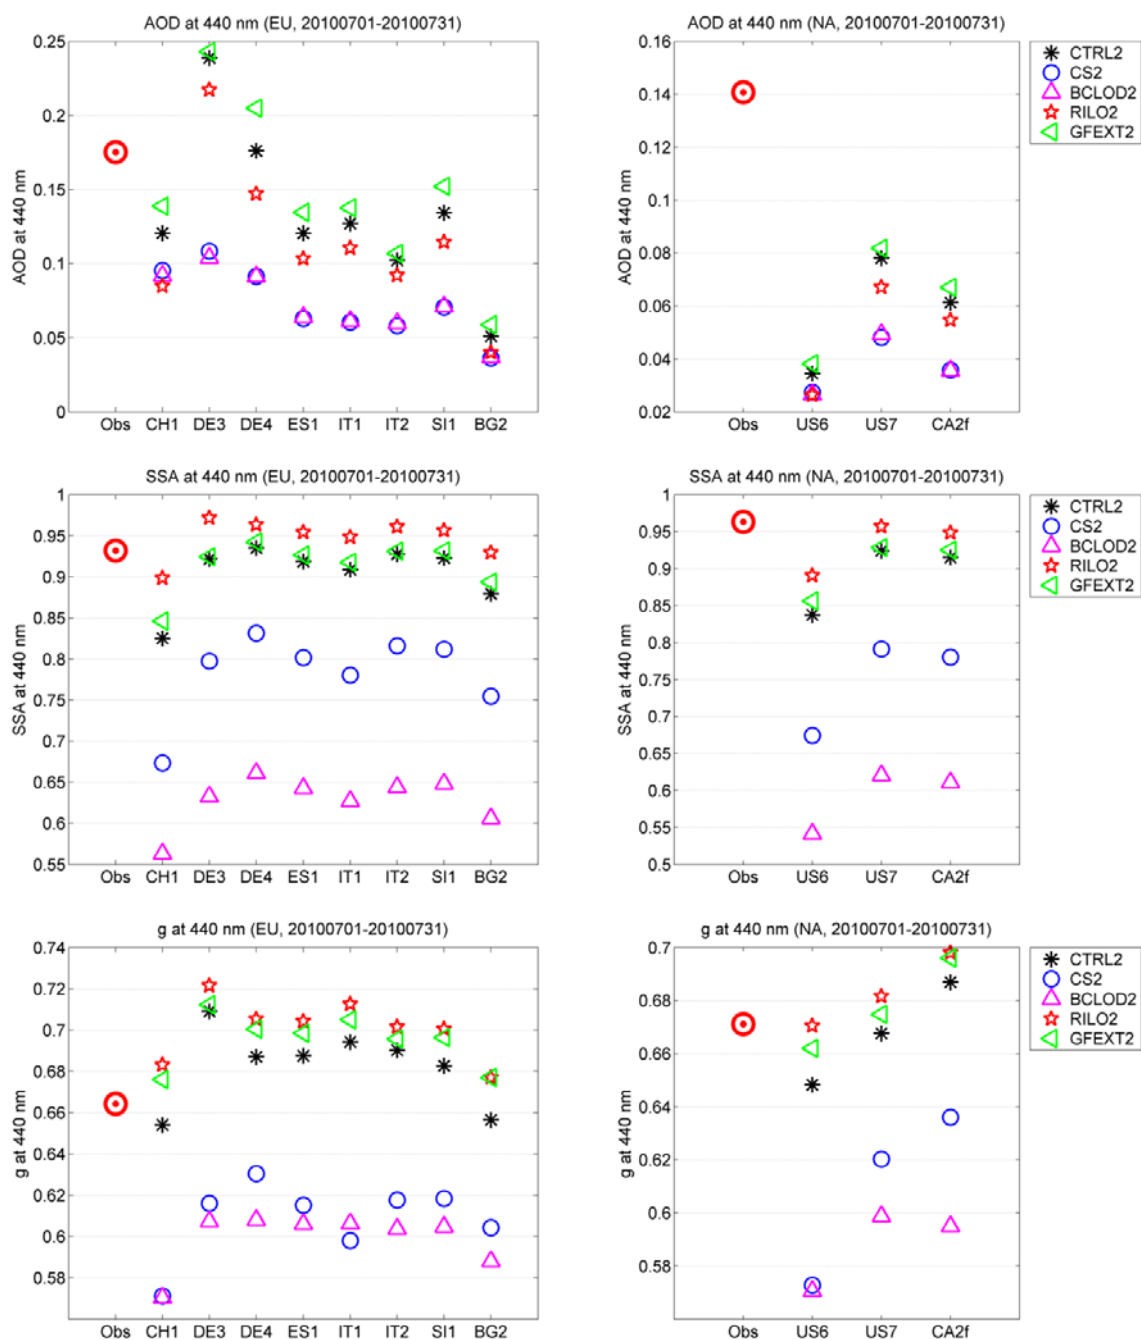 AOD at 440 nm (EU, 20100701-20100731)
0.25
0.2
0.15
0.1
0.05
0
AOD at 440 nm
Obs CH1 DE3 DE4 ES1 IT1 IT2 SI1 BG2
AOD at 440 nm (NA, 20100701-20100731)
0.16
0.14
0.12
0.1
0.08
0.06
0.04
0.02
AOD at 440 nm
Obs US6 US7 CA2f
CTRL2
CS2
BCLOD2
RILO2
GFEXT2
SSA at 440 nm (EU, 20100701-20100731)
1
0.95
0.9
0.85
0.8
0.75
0.7
0.65
0.6
0.55
SSA at 440 nm
Obs CH1 DE3 DE4 ES1 IT1 IT2 SI1 BG2
SSA at 440 nm (NA, 20100701-20100731)
1
0.95
0.9
0.85
0.8
0.75
0.7
0.65
0.6
0.55
0.5
SSA at 440 nm
Obs US6 US7 CA2f
CTRL2
CS2
BCLOD2
RILO2
GFEXT2
g at 440 nm (EU, 20100701-20100731)
0.74
0.72
0.7
0.68
0.66
0.64
0.62
0.6
0.58
g at 440 nm
Obs CH1 DE3 DE4 ES1 IT1 IT2 SI1 BG2
g at 440 nm (NA, 20100701-20100731)
0.7
0.68
0.66
0.64
0.62
0.6
0.58
g at 440 nm
Obs US6 US7 CA2f
CTRL2
CS2
BCLOD2
RILO2
GFEXT2